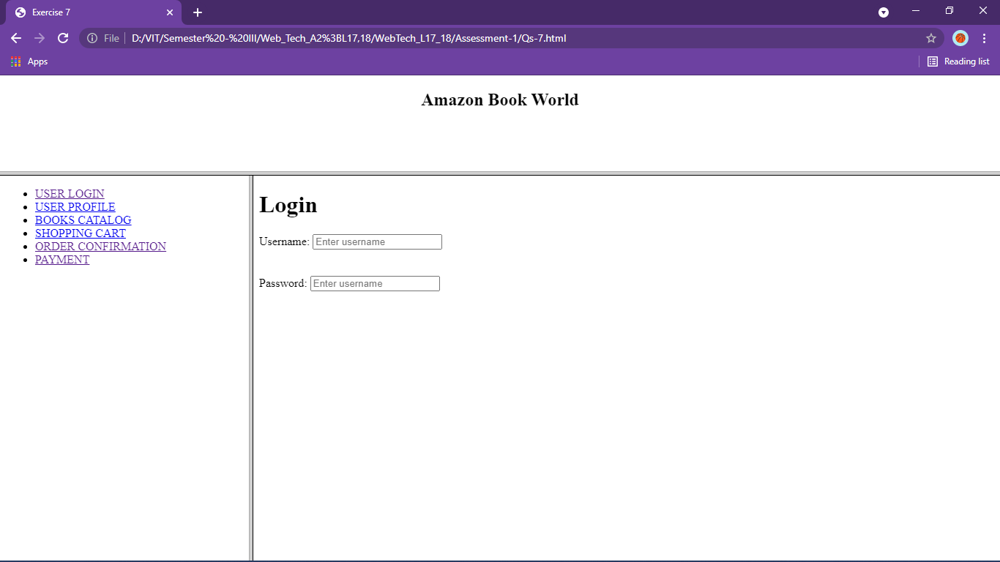 Exercise 7
File D:/VIT/Semester%20-%20III/Web_Tech_A2%3BL17,18/WebTech_L17_18/Assessment-1/Qs-7.html
Apps
Reading list
Amazon Book World
USER LOGIN
USER PROFILE
BOOKS CATALOG
SHOPPING CART
ORDER CONFIRMATION
PAYMENT
Login
Username: Enter username
Password: Enter username